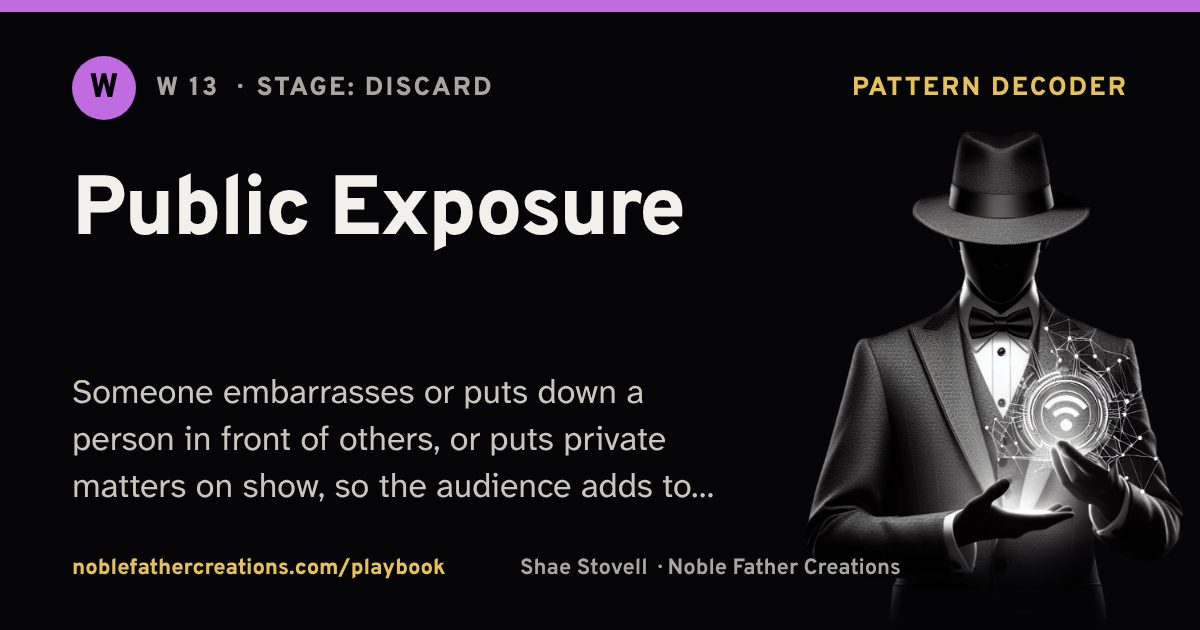 W
W 13 · STAGE: DISCARD
PATTERN DECODER
Public Exposure
Someone embarrasses or puts down a
person in front of others, or puts private
matters on show, so the audience adds to...
noblefathercreations.com/playbook
Shae Stovell · Noble Father Creations